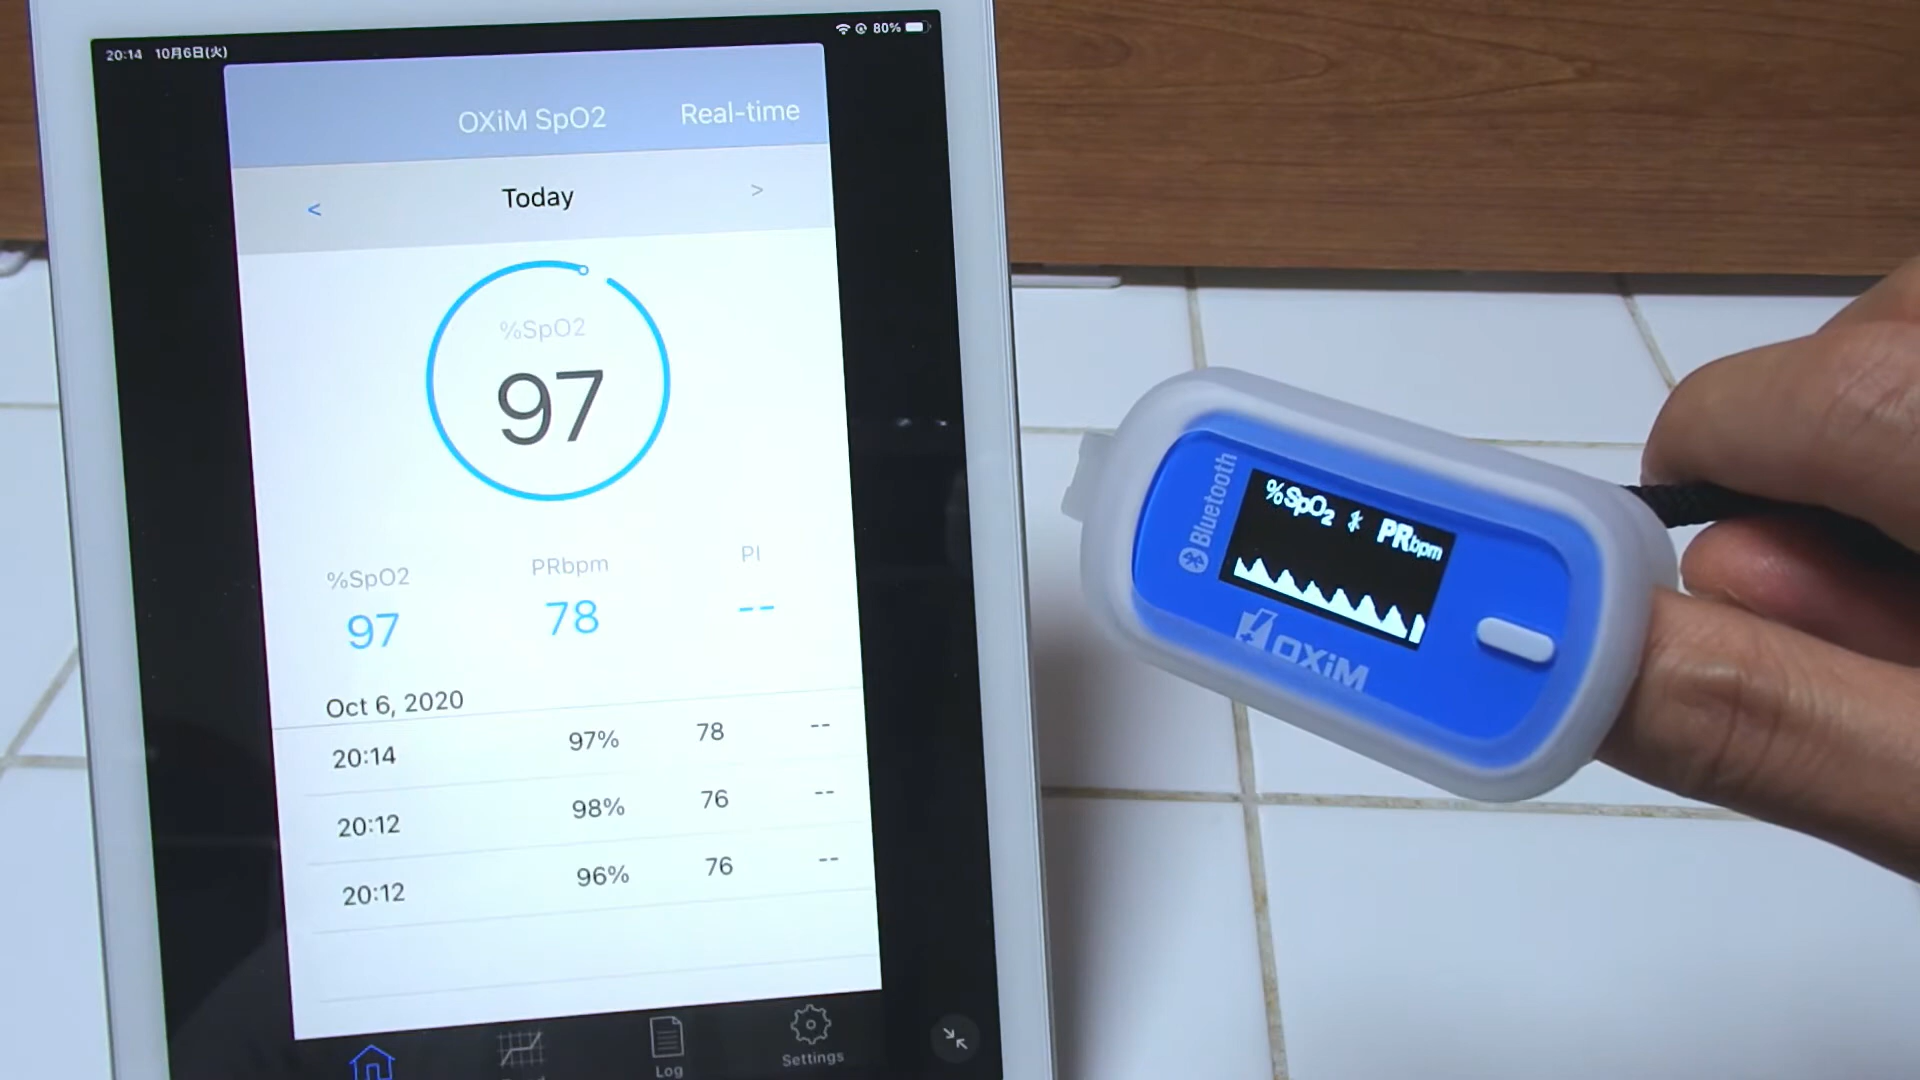 20:14 10月6日(火) 80%
OXiM SpO2 Real-time
< Today >
%SpO2
97
%SpO2 PRbpm PI
97 78 --
Oct 6, 2020
20:14 97% 78 --
20:12 98% 76 --
20:12 96% 76 --
Log Settings
Bluetooth
%SpO2 PRbpm
OXiM